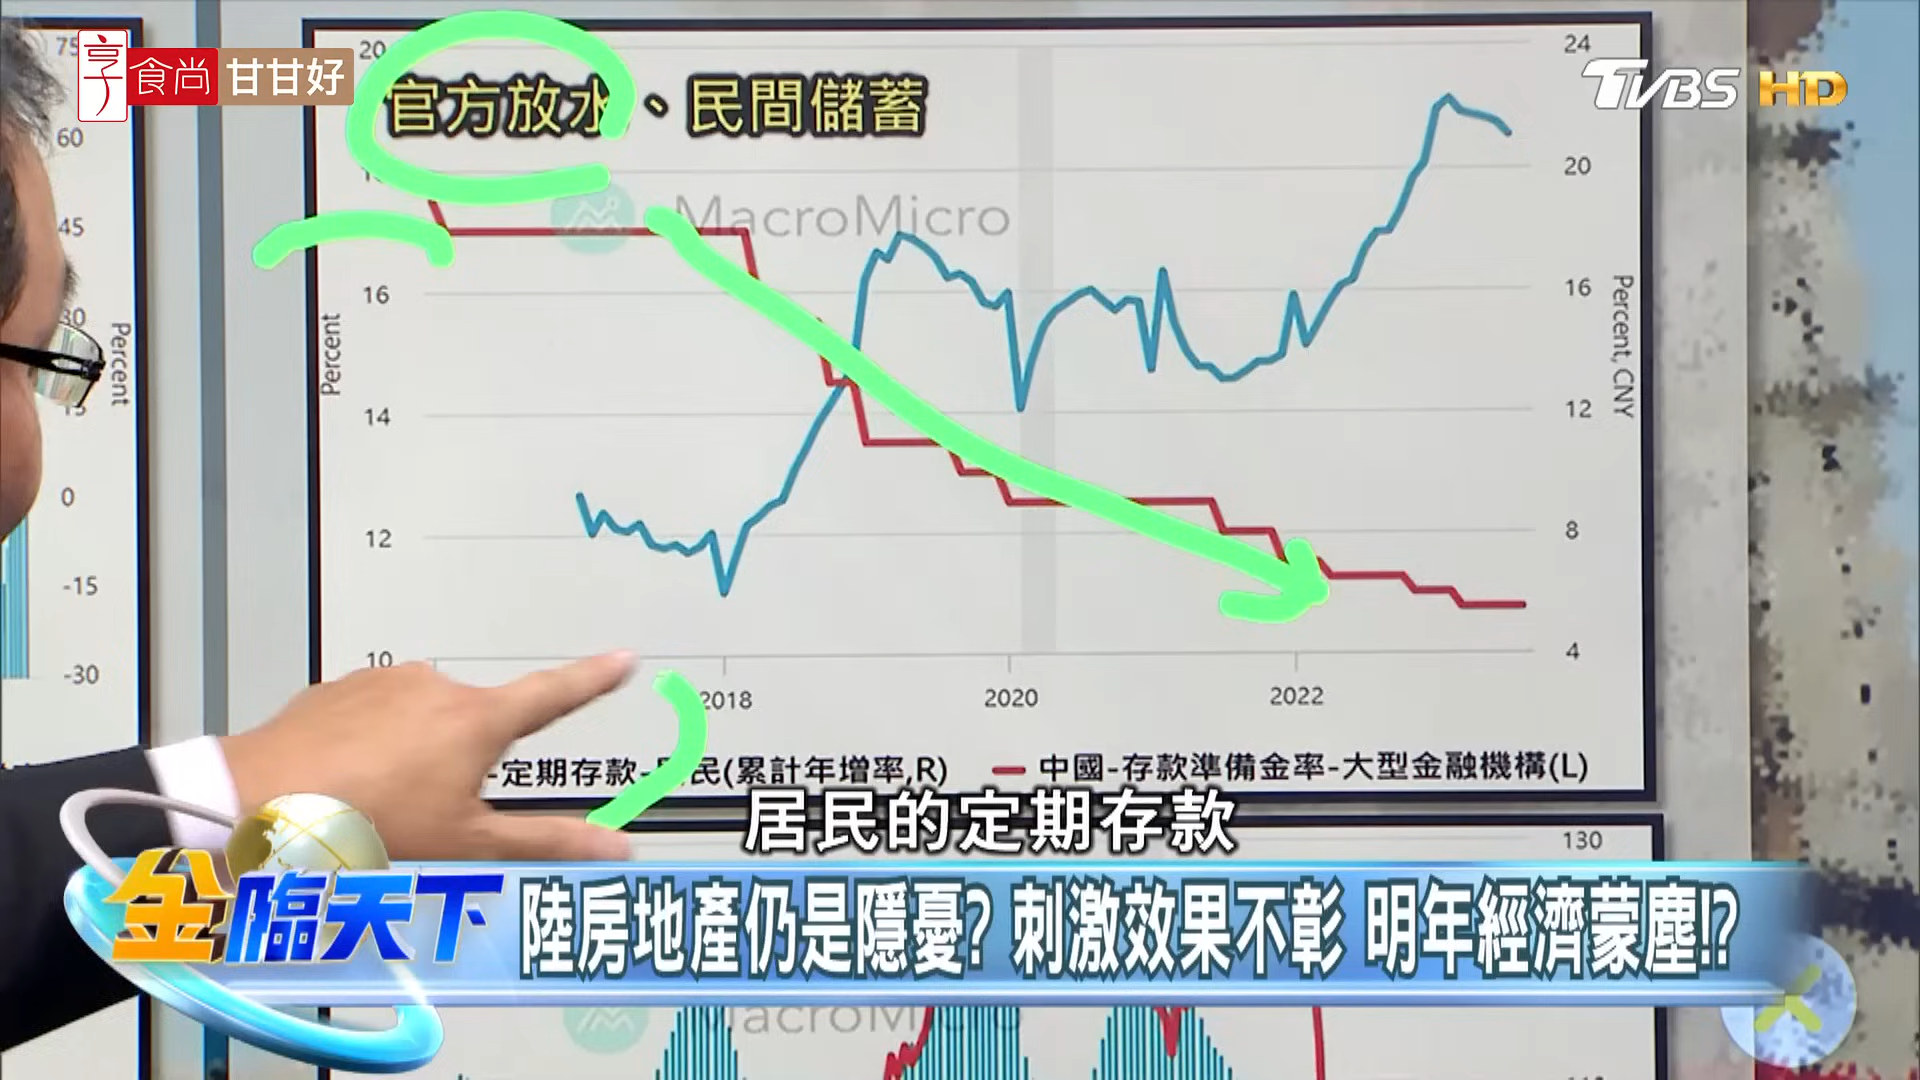 享 食尚 甘甘好
TVBS HD
官方放水、民間儲蓄
MacroMicro
75
60
45
30
15
0
-15
-30
Percent
20
16
14
12
10
Percent
24
20
16
12
8
4
Percent, CNY
2018 2020 2022
-定期存款-居民(累計年增率,R) 中國-存款準備金率-大型金融機構(L)
居民的定期存款
130
金臨天下
陸房地產仍是隱憂? 刺激效果不彰 明年經濟蒙塵!?
MacroMicro